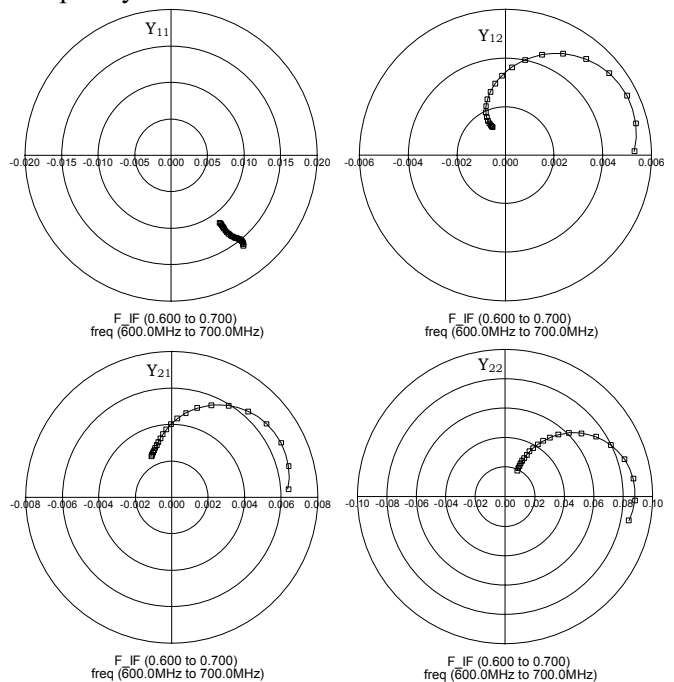 Y₁₁
-0.020 -0.015 -0.010 -0.005 0.000 0.005 0.010 0.015 0.020
F_IF (0.600 to 0.700)
freq (600.0MHz to 700.0MHz)
Y₁₂
-0.006 -0.004 -0.002 0.000 0.002 0.004 0.006
F_IF (0.600 to 0.700)
freq (600.0MHz to 700.0MHz)
Y₂₁
-0.008 -0.006 -0.004 -0.002 0.000 0.002 0.004 0.006 0.008
F_IF (0.600 to 0.700)
freq (600.0MHz to 700.0MHz)
Y₂₂
-0.10 -0.08 -0.06 -0.04 -0.02 0.00 0.02 0.04 0.06 0.08 0.10
F_IF (0.600 to 0.700)
freq (600.0MHz to 700.0MHz)